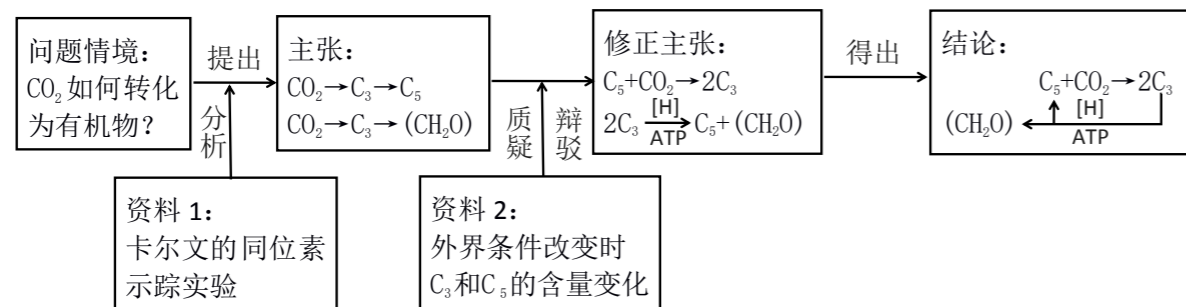 问题情境：
CO₂如何转化
为有机物？
提出
分析
主张：
CO₂→C₃→C₅
CO₂→C₃→(CH₂O)
质疑
辩驳
修正主张：
C₅+CO₂→2C₃
2C₃ [H] ATP → C₅+(CH₂O)
得出
结论：
C₅+CO₂→2C₃
[H]
(CH₂O)
ATP
资料1：
卡尔文的同位素
示踪实验
资料2：
外界条件改变时
C₃和C₅的含量变化